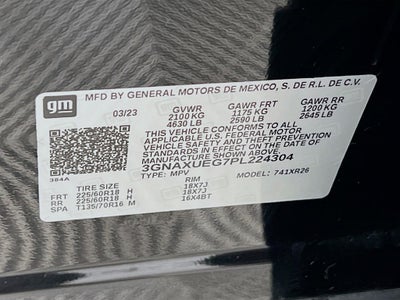 gm
MFD BY GENERAL MOTORS DE MEXICO, S. DE R.L. DE C.V.
03/23 GVWR GAWR FRT GAWR RR
2100 KG 1175 KG 1200 KG
4630 LB 2590 LB 2645 LB
THIS VEHICLE CONFORMS TO ALL
APPLICABLE U.S. FEDERAL MOTOR
VEHICLE SAFETY AND THEFT PREVENTION
STANDARDS IN EFFECT ON THE DATE OF
MANUFACTURE SHOWN ABOVE.
3GNAXUEG7PL224304
384A TYPE: MPV MODEL: 741XR26
TIRE SIZE RIM
FRT 225/60R18 H 18X7J
RR 225/60R18 H 18X7J
SPA T135/70R16 M 16X4BT